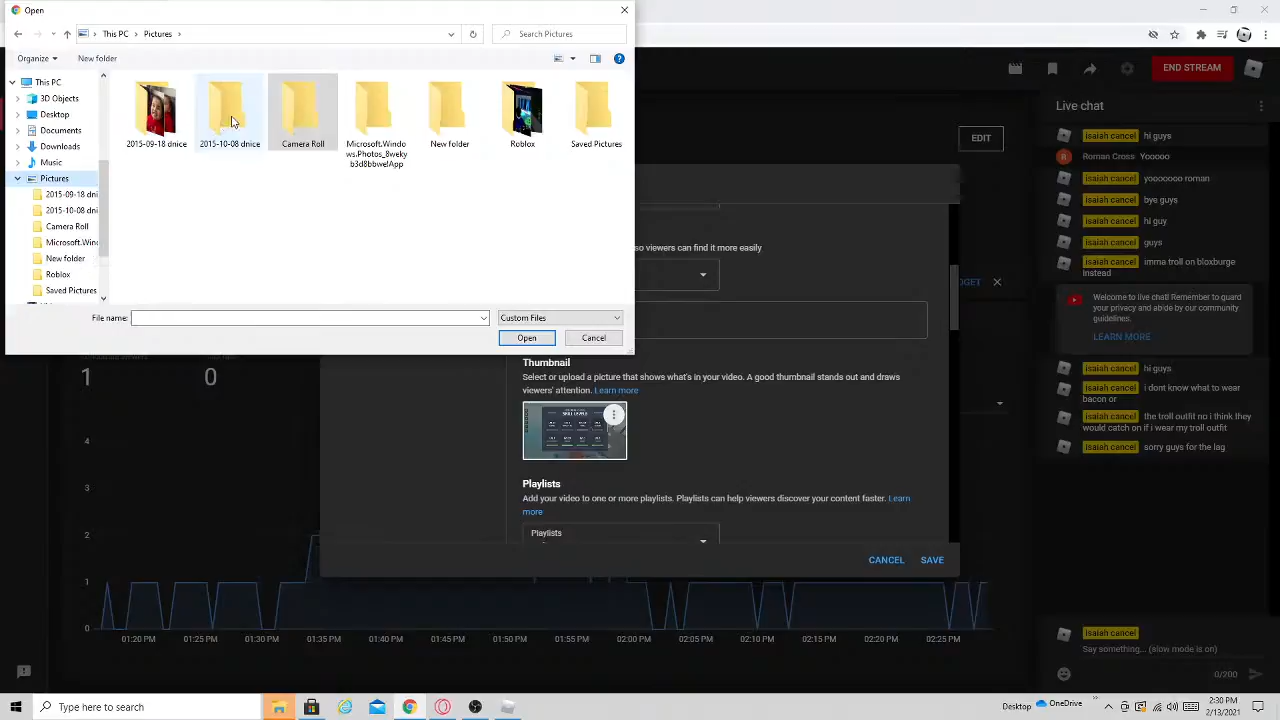 Open
This PC
Pictures
Search Pictures
Organize
New folder
This PC
3D Objects
Desktop
Documents
Downloads
Music
Pictures
2015-09-18 dni
2015-10-08 dni
Camera Roll
Microsoft.Wind
New folder
Roblox
Saved Pictures
2015-09-18 dnice
2015-10-08 dnice
Camera Roll
Microsoft.Windo
ws.Photos_8weky
b3d8bbwe!App
New folder
Roblox
Saved Pictures
File name:
Custom Files
Open
Cancel
END STREAM
EDIT
so viewers can find it more easily
Thumbnail
Select or upload a picture that shows what's in your video. A good thumbnail stands out and draws
viewers' attention. Learn more
Playlists
Add your video to one or more playlists. Playlists can help viewers discover your content faster. Learn
more
Playlists
CANCEL
SAVE
1
0
4
3
2
1
0
01:20 PM
01:25 PM
01:30 PM
01:35 PM
01:40 PM
01:45 PM
01:50 PM
01:55 PM
02:00 PM
02:05 PM
02:10 PM
02:15 PM
02:20 PM
02:25 PM
Live chat
isaiah cancel hi guys
Roman Cross Yooooo
isaiah cancel yooooooo roman
isaiah cancel bye guys
isaiah cancel hi guy
isaiah cancel guys
isaiah cancel imma troll on bloxburge
instead
Welcome to live chat! Remember to guard
your privacy and abide by our community
guidelines.
LEARN MORE
isaiah cancel hi guys
isaiah cancel i dont know what to wear
bacon or
isaiah cancel the troll outfit no i think they
would catch on if i wear my troll outfit
isaiah cancel sorry guys for the lag
isaiah cancel
Say something... (slow mode is on)
0/200
Type here to search
Desktop
OneDrive
2:30 PM
2/13/2021